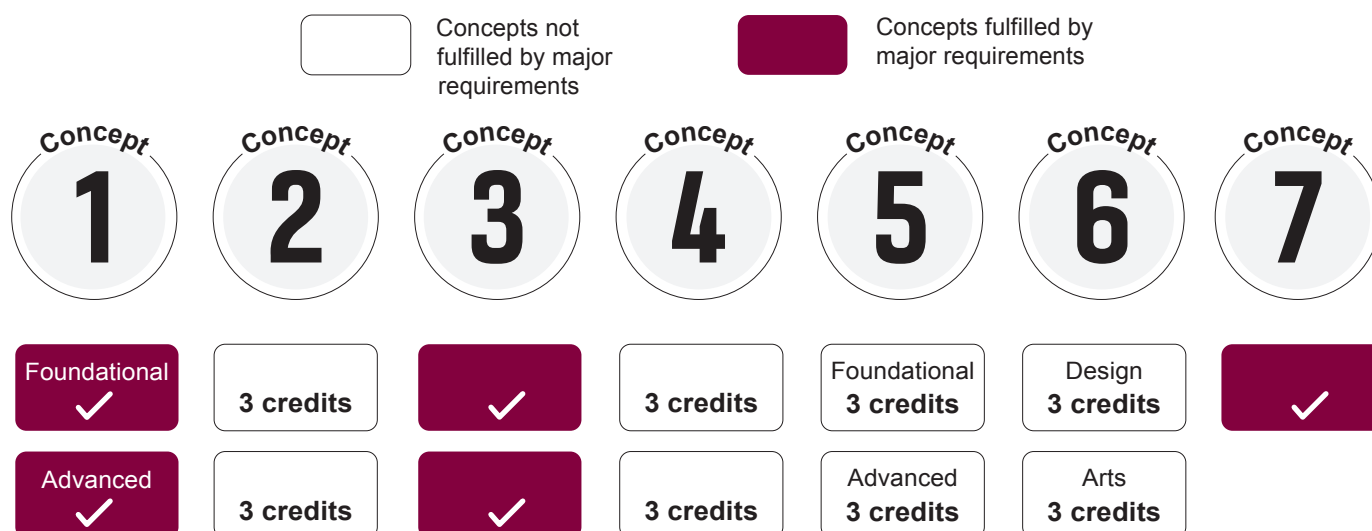 Concepts not
fulfilled by major
requirements
Concepts fulfilled by
major requirements
Concept
1
Concept
2
Concept
3
Concept
4
Concept
5
Concept
6
Concept
7
Foundational
3 credits
3 credits
Foundational
3 credits
Design
3 credits
Advanced
3 credits
3 credits
Advanced
3 credits
Arts
3 credits